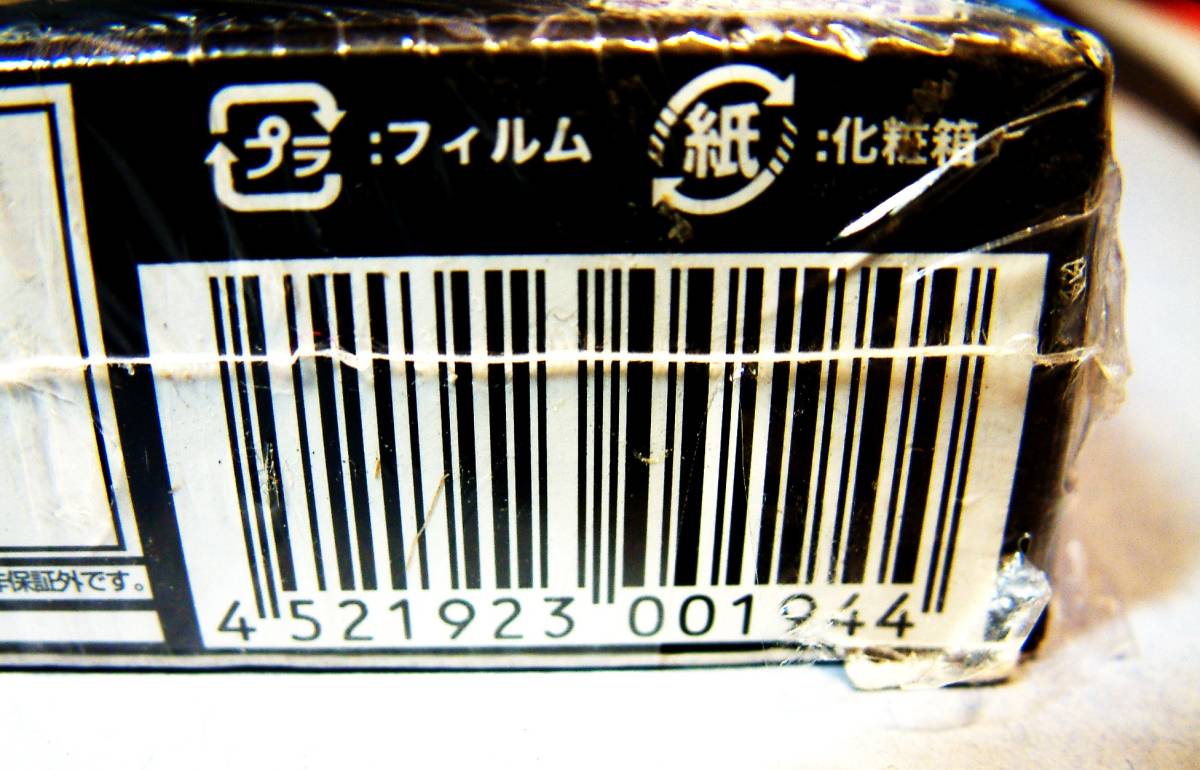 プラ :フィルム 紙 :化粧箱
保証外です。
4 521923 001944